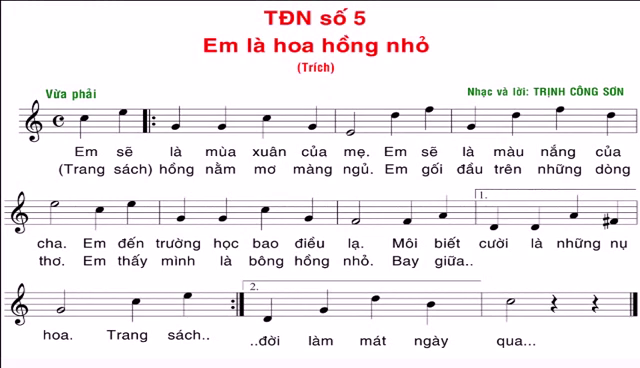 TĐN số 5
Em là hoa hồng nhỏ
(Trích)
Vừa phải
Nhạc và lời: TRỊNH CÔNG SƠN
Em sẽ là mùa xuân của mẹ. Em sẽ là màu nắng của
(Trang sách) hồng nằm mơ màng ngủ. Em gối đầu trên những dòng
1.
cha. Em đến trường học bao điều lạ. Môi biết cười là những nụ
thơ. Em thấy mình là bông hồng nhỏ. Bay giữa..
2.
hoa. Trang sách..
..đời làm mát ngày qua...